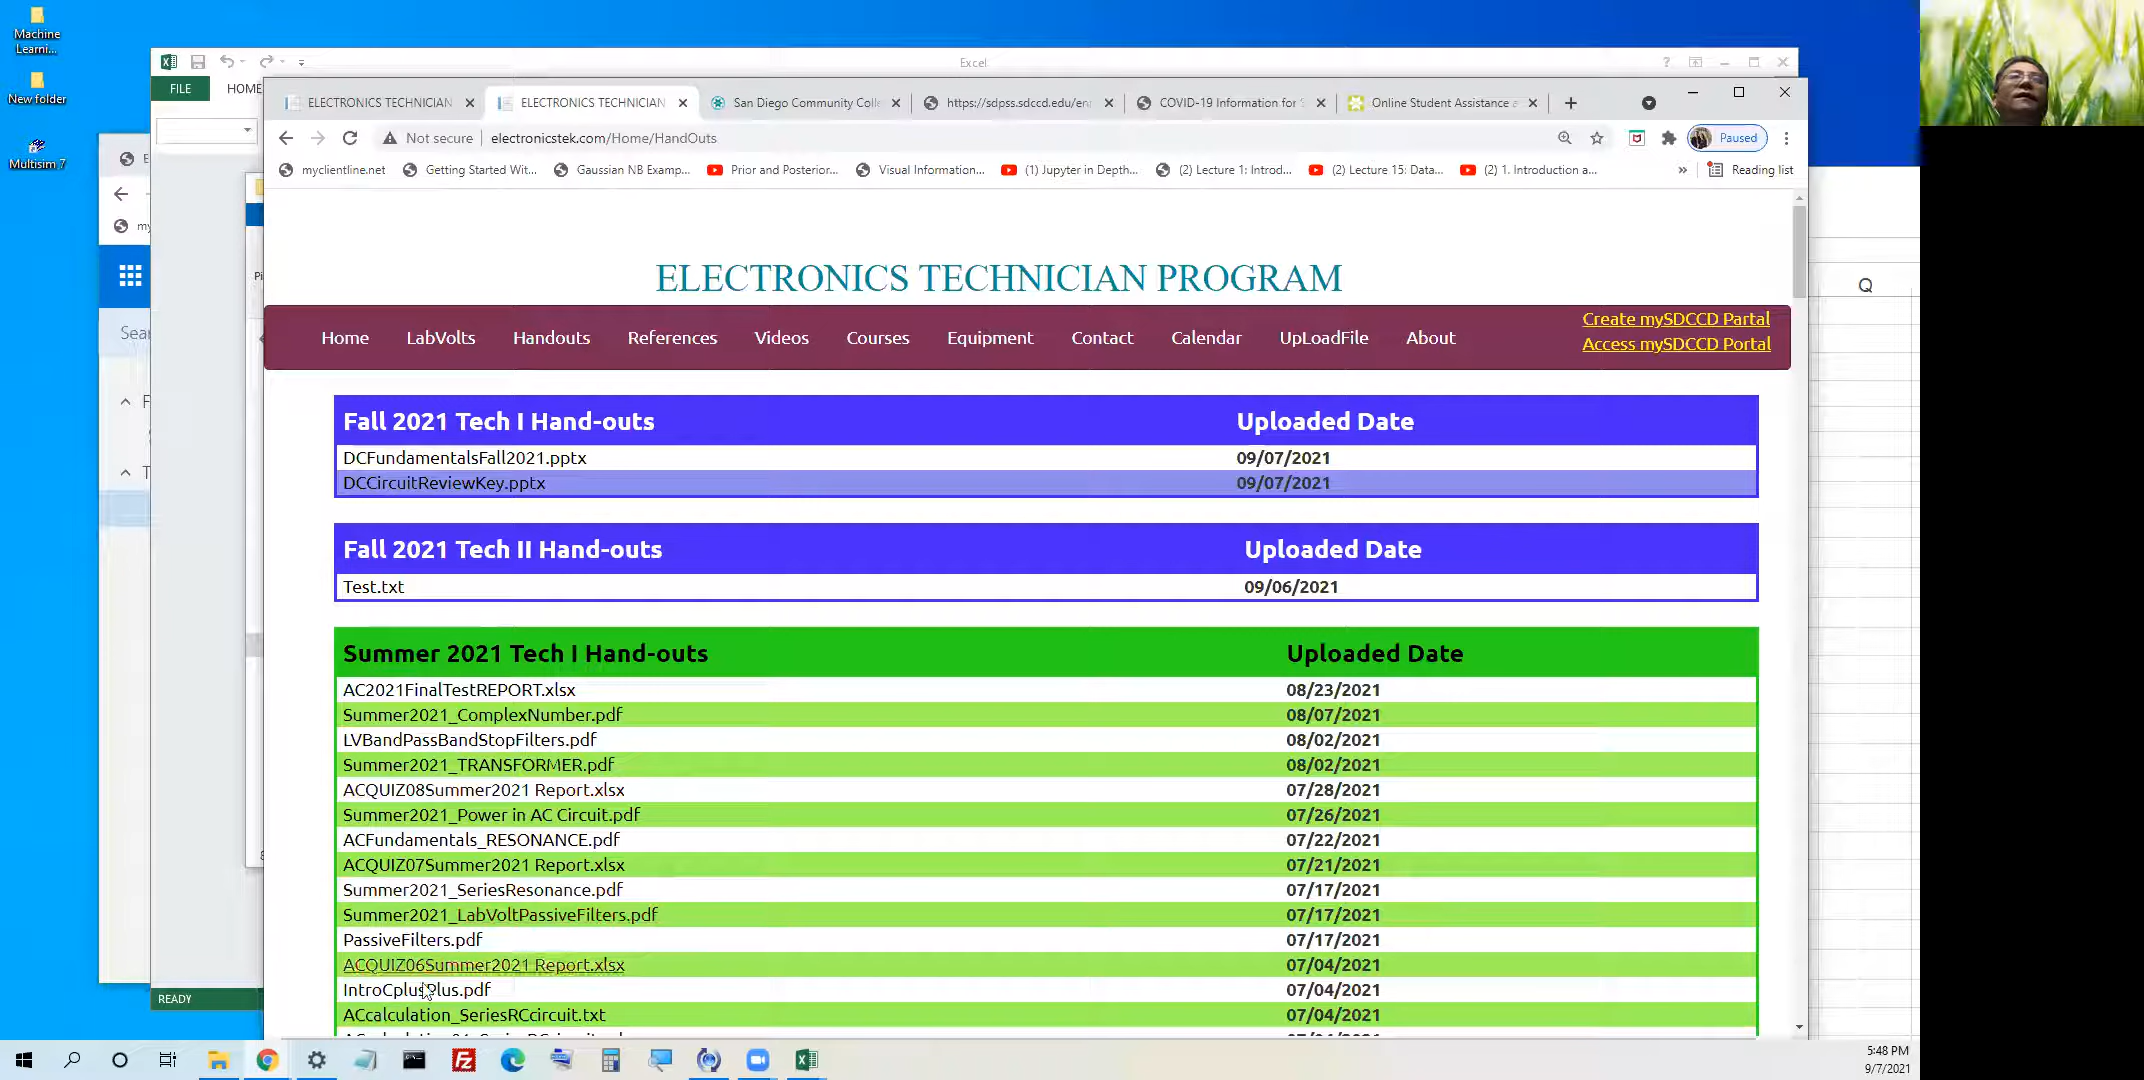 Machine
Learni...
New folder
Multisim 7
Excel
FILE
HOME
ELECTRONICS TECHNICIAN
ELECTRONICS TECHNICIAN
San Diego Community Coll
https://sdpss.sdccd.edu/en
COVID-19 Information for
Online Student Assistance
Not secure
electronicstek.com/Home/HandOuts
Paused
myclientline.net
Getting Started Wit...
Gaussian NB Examp...
Prior and Posterior...
Visual Information...
(1) Jupyter in Depth...
(2) Lecture 1: Introd...
(2) Lecture 15: Data...
(2) 1. Introduction a...
Reading list
ELECTRONICS TECHNICIAN PROGRAM
Home
LabVolts
Handouts
References
Videos
Courses
Equipment
Contact
Calendar
UpLoadFile
About
Create mySDCCD Partal
Access mySDCCD Portal
Fall 2021 Tech I Hand-outs Uploaded Date
DCFundamentalsFall2021.pptx 09/07/2021
DCCircuitReviewKey.pptx 09/07/2021
Fall 2021 Tech II Hand-outs Uploaded Date
Test.txt 09/06/2021
Summer 2021 Tech I Hand-outs Uploaded Date
AC2021FinalTestREPORT.xlsx 08/23/2021
Summer2021_ComplexNumber.pdf 08/07/2021
LVBandPassBandStopFilters.pdf 08/02/2021
Summer2021_TRANSFORMER.pdf 08/02/2021
ACQUIZ08Summer2021 Report.xlsx 07/28/2021
Summer2021_Power in AC Circuit.pdf 07/26/2021
ACFundamentals_RESONANCE.pdf 07/22/2021
ACQUIZ07Summer2021 Report.xlsx 07/21/2021
Summer2021_SeriesResonance.pdf 07/17/2021
Summer2021_LabVoltPassiveFilters.pdf 07/17/2021
PassiveFilters.pdf 07/17/2021
ACQUIZ06Summer2021 Report.xlsx 07/04/2021
IntroCplusPlus.pdf 07/04/2021
ACcalculation_SeriesRCcircuit.txt 07/04/2021
Q
READY
5:48 PM
9/7/2021